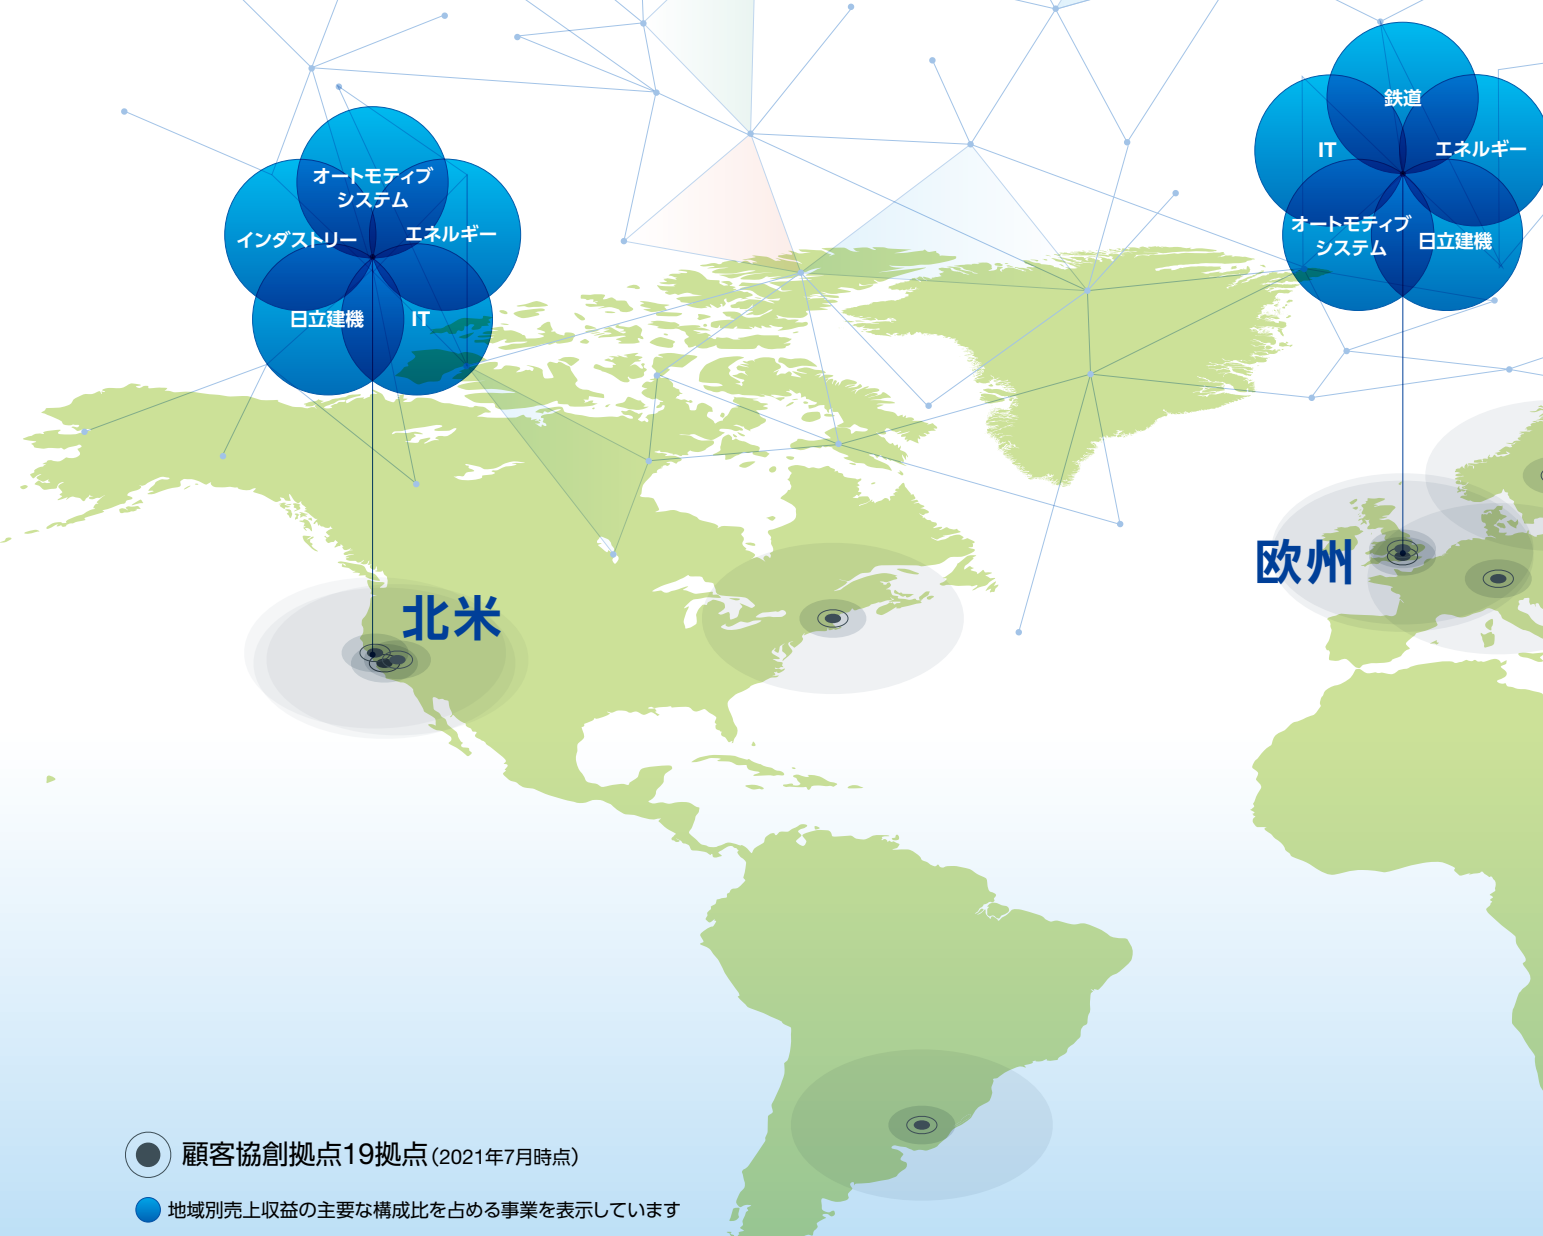 鉄道
IT
エネルギー
オートモティブ
システム
日立建機
オートモティブ
システム
インダストリー
エネルギー
日立建機
IT
欧州
北米
顧客協創拠点19拠点(2021年7月時点)
地域別売上収益の主要な構成比を占める事業を表示しています